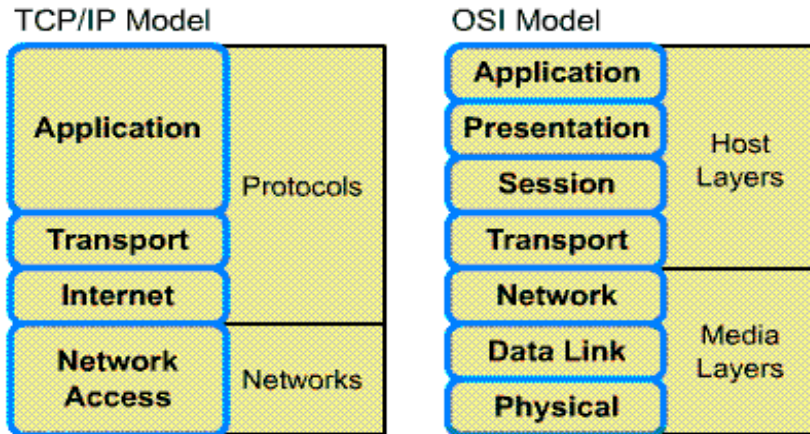 TCP/IP Model
Application
Transport
Internet
Network
Access
Protocols
Networks
OSI Model
Application
Presentation
Session
Transport
Network
Data Link
Physical
Host
Layers
Media
Layers